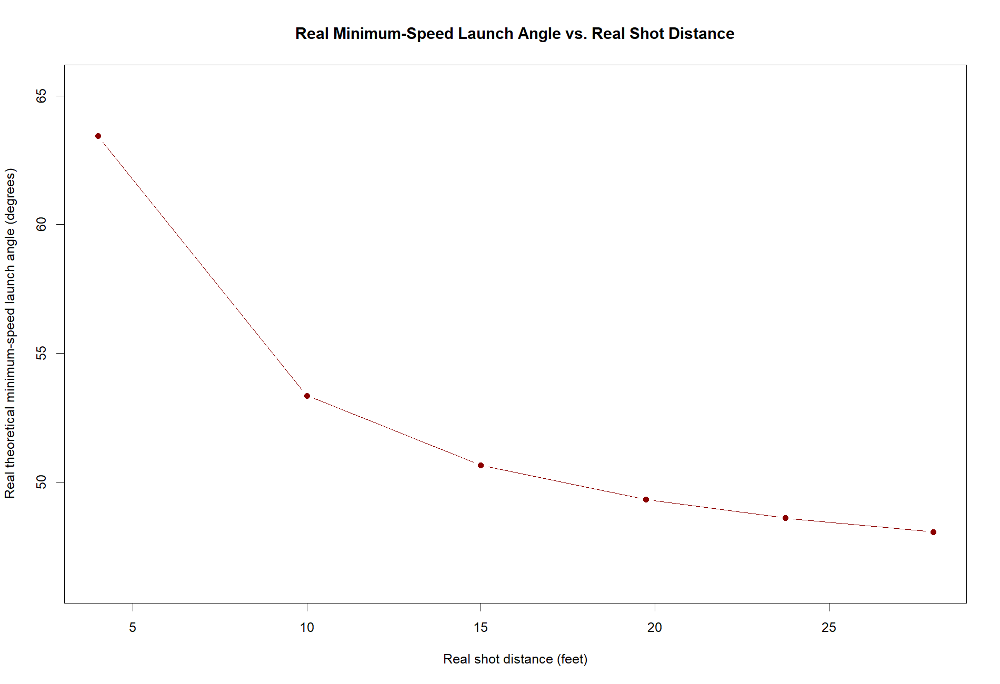 Real Minimum-Speed Launch Angle vs. Real Shot Distance
Real theoretical minimum-speed launch angle (degrees)
65
60
55
50
5 10 15 20 25
Real shot distance (feet)